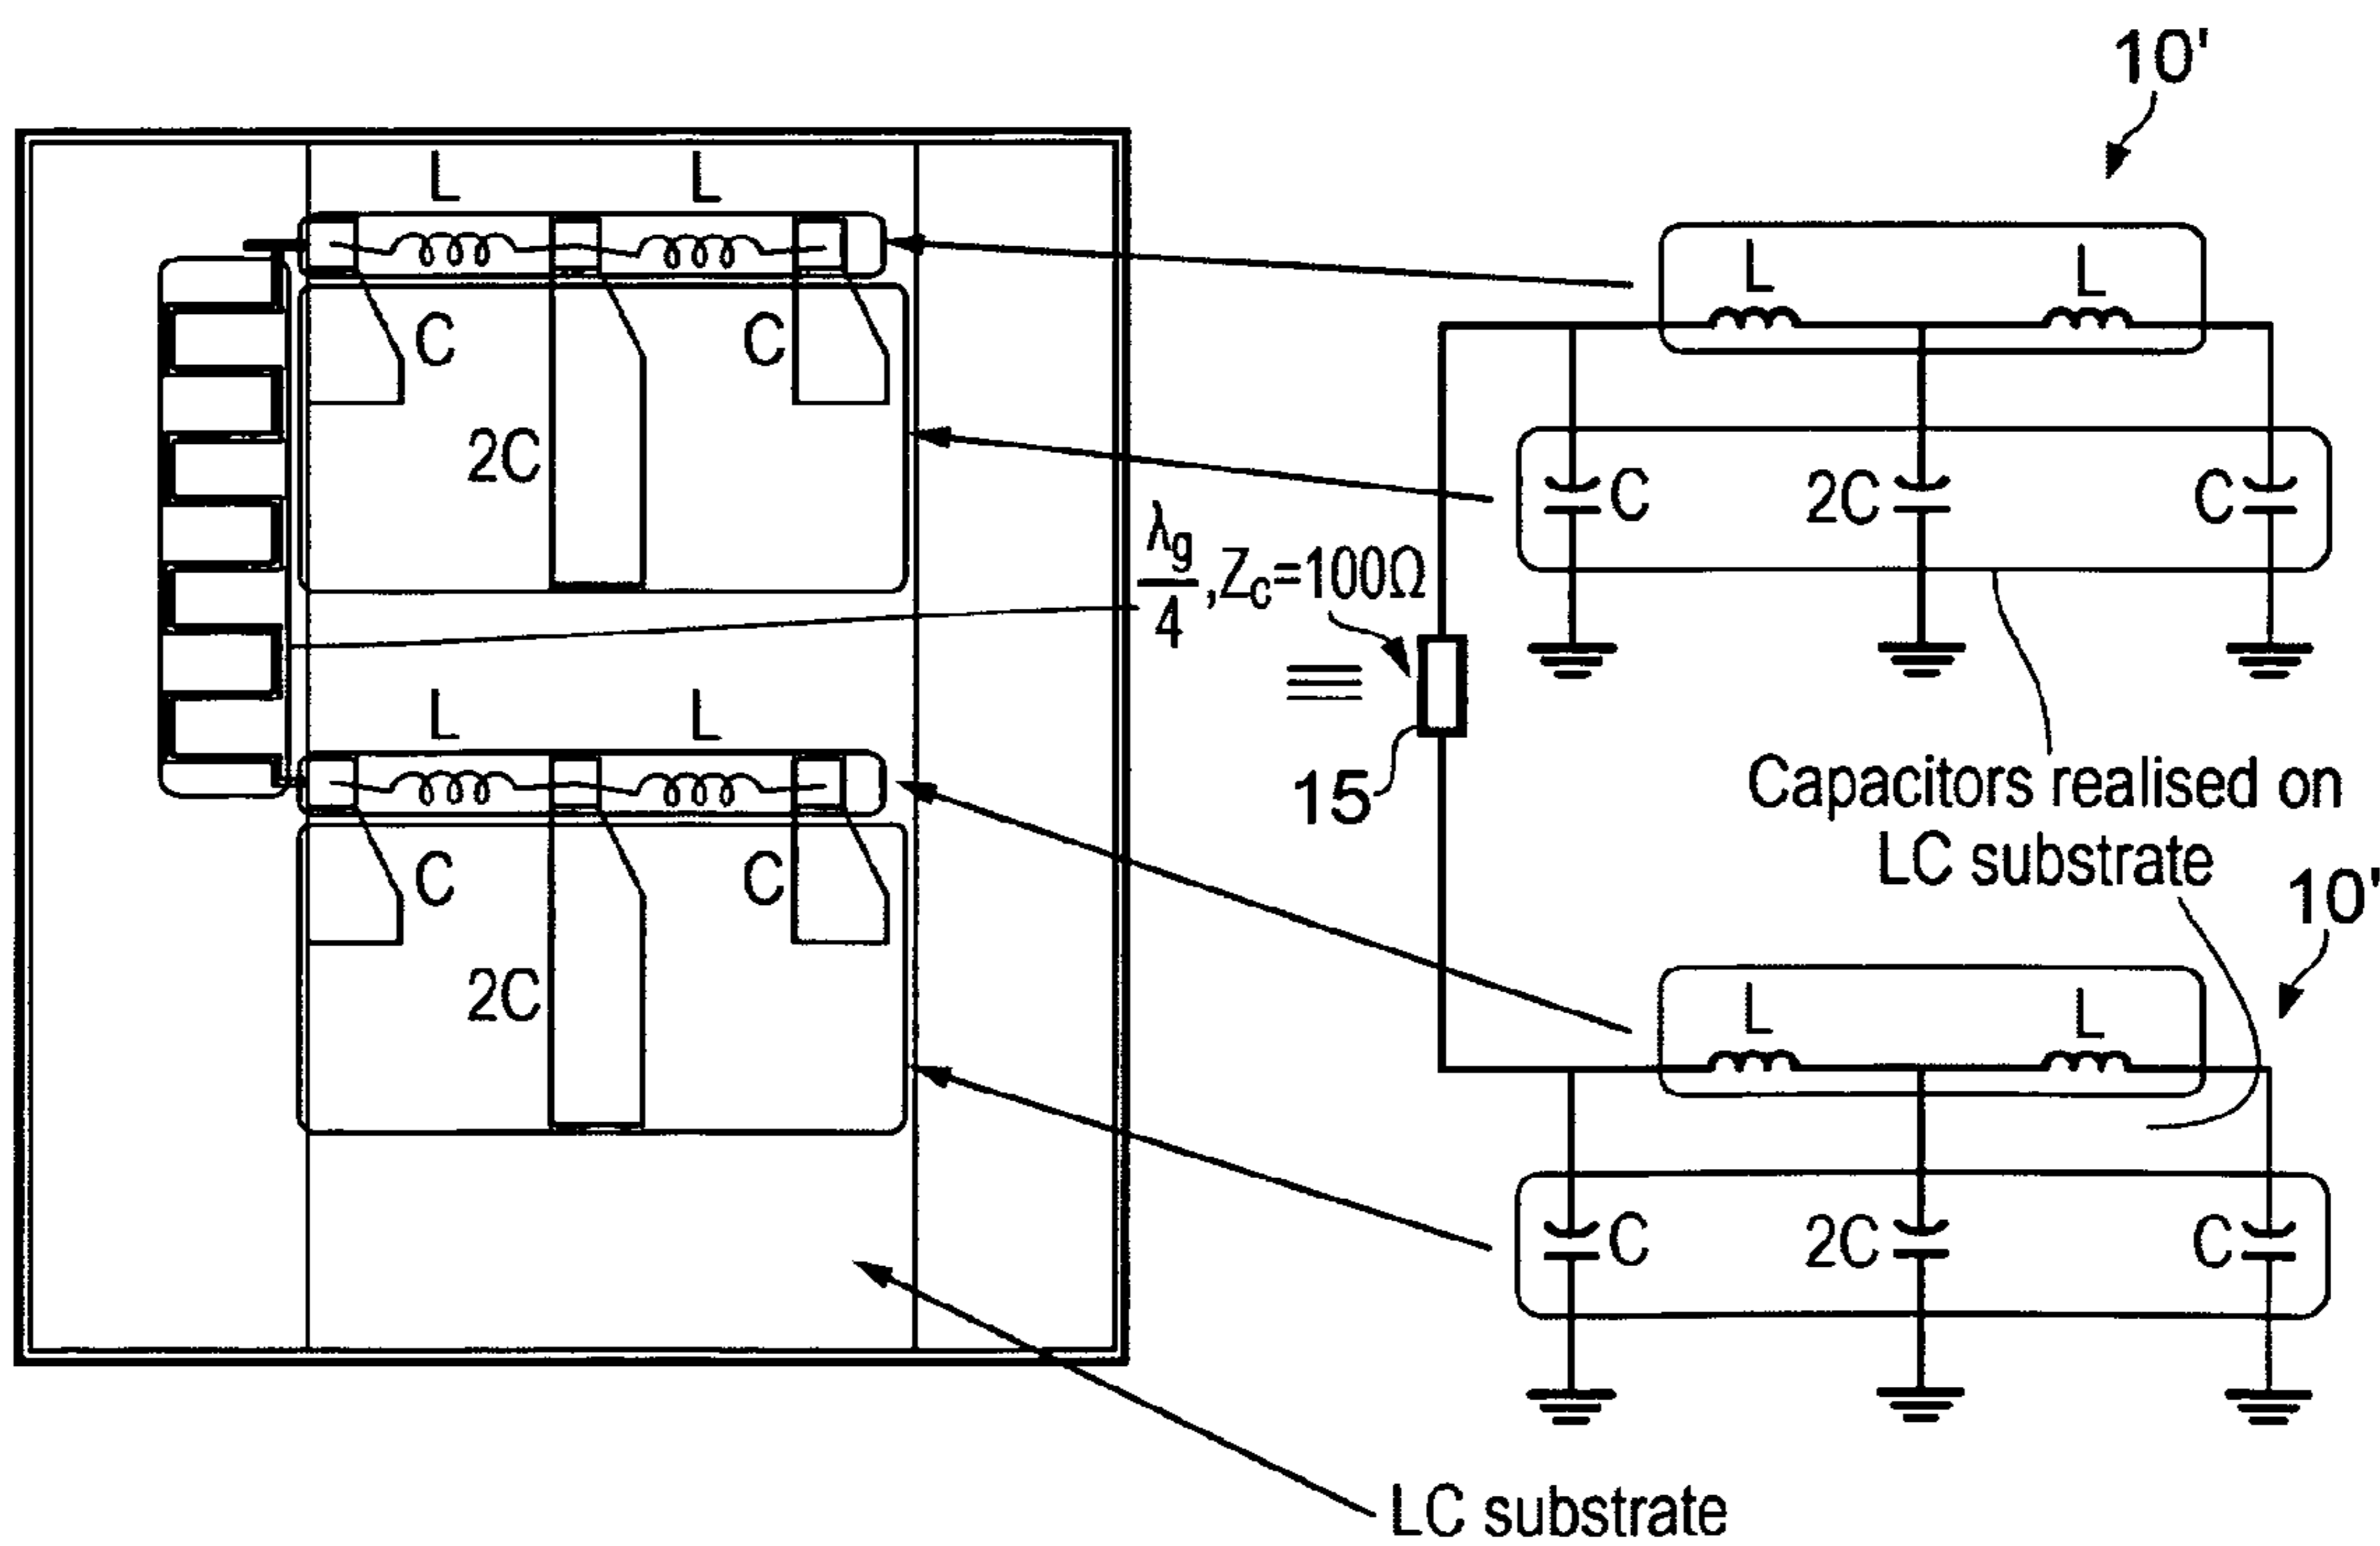 10'
L L
C C
2C
L L
C C
2C
λg/4, Zc=100Ω
15
L L
C 2C C
Capacitors realised on
LC substrate
10'
L L
C 2C C
LC substrate